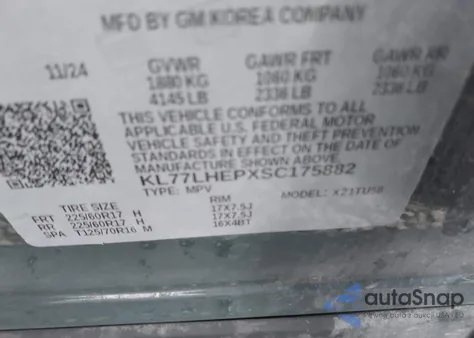 MFD BY GM KOREA COMPANY
11/24 GVWR GAWR FRT GAWR RR
1880 KG 1060 KG 1060 KG
4145 LB 2336 LB 2336 LB
THIS VEHICLE CONFORMS TO ALL
APPLICABLE U.S. FEDERAL MOTOR
VEHICLE SAFETY AND THEFT PREVENTION
STANDARDS IN EFFECT ON THE DATE OF
MANUFACTURE SHOWN ABOVE
KL77LHEPXSC175882
TYPE: MPV MODEL:
TIRE SIZE RIM
FRT 225/60R17 H 17X7.5J
RR 225/60R17 H 17X7.5J
SPA T125/70R16 M 16X4BT
autoSnap